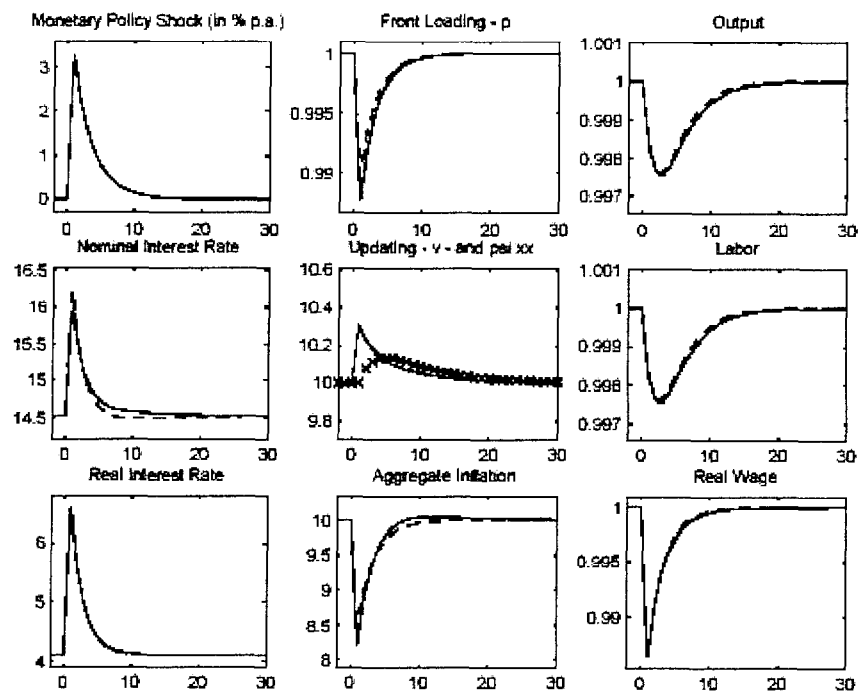 Monetary Policy Shock (in % p.a.)
3
2
1
0
0 10 20 30
Front Loading - p
1
0.995
0.99
0 10 20 30
Output
1.001
1
0.999
0.998
0.997
0 10 20 30
Nominal Interest Rate
16.5
16
15.5
15
14.5
0 10 20 30
Updating - v - and psi xx
10.6
10.4
10.2
10
9.8
0 10 20 30
Labor
1.001
1
0.999
0.998
0.997
0 10 20 30
Real Interest Rate
6
5
4
0 10 20 30
Aggregate Inflation
10
9.5
9
8.5
8
0 10 20 30
Real Wage
1
0.995
0.99
0 10 20 30